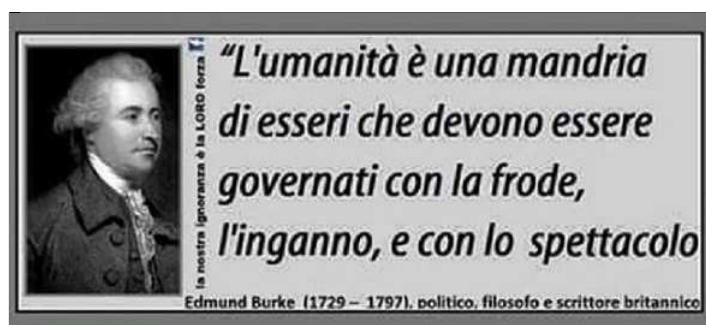 la nostra ignoranza è la LORO forza
“L'umanità è una mandria
di esseri che devono essere
governati con la frode,
l'inganno, e con lo spettacolo
Edmund Burke (1729 – 1797), politico, filosofo e scrittore britannico